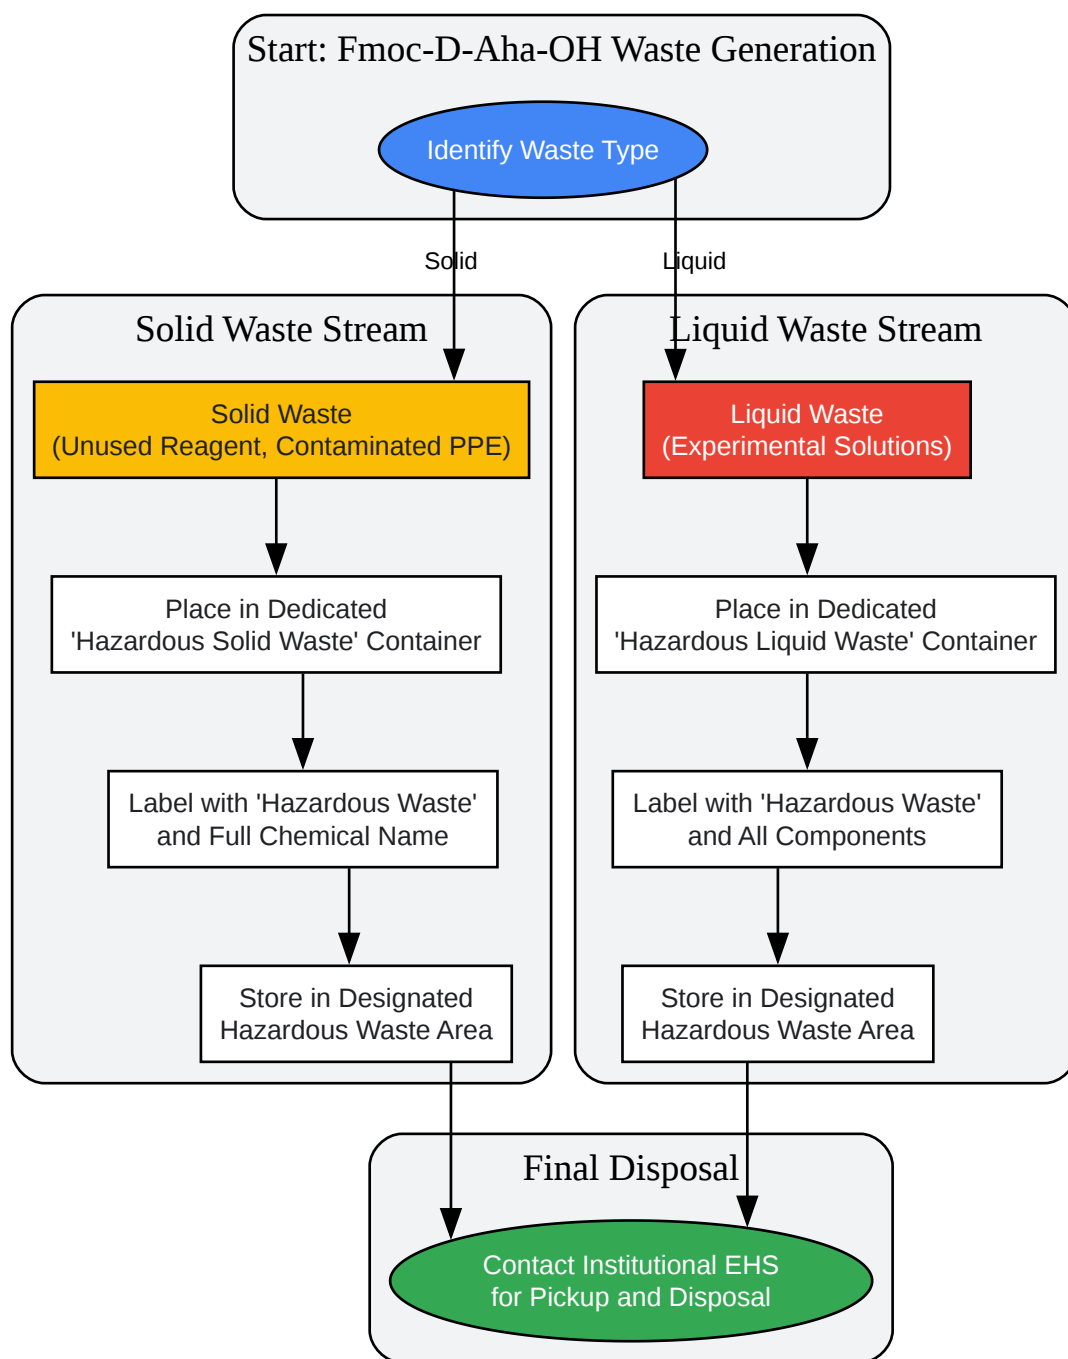 Start: Fmoc-D-Aha-OH Waste Generation
Identify Waste Type
Solid
Liquid
Solid Waste Stream
Solid Waste
(Unused Reagent, Contaminated PPE)
Place in Dedicated
'Hazardous Solid Waste' Container
Label with 'Hazardous Waste'
and Full Chemical Name
Store in Designated
Hazardous Waste Area
Liquid Waste Stream
Liquid Waste
(Experimental Solutions)
Place in Dedicated
'Hazardous Liquid Waste' Container
Label with 'Hazardous Waste'
and All Components
Store in Designated
Hazardous Waste Area
Final Disposal
Contact Institutional EHS
for Pickup and Disposal